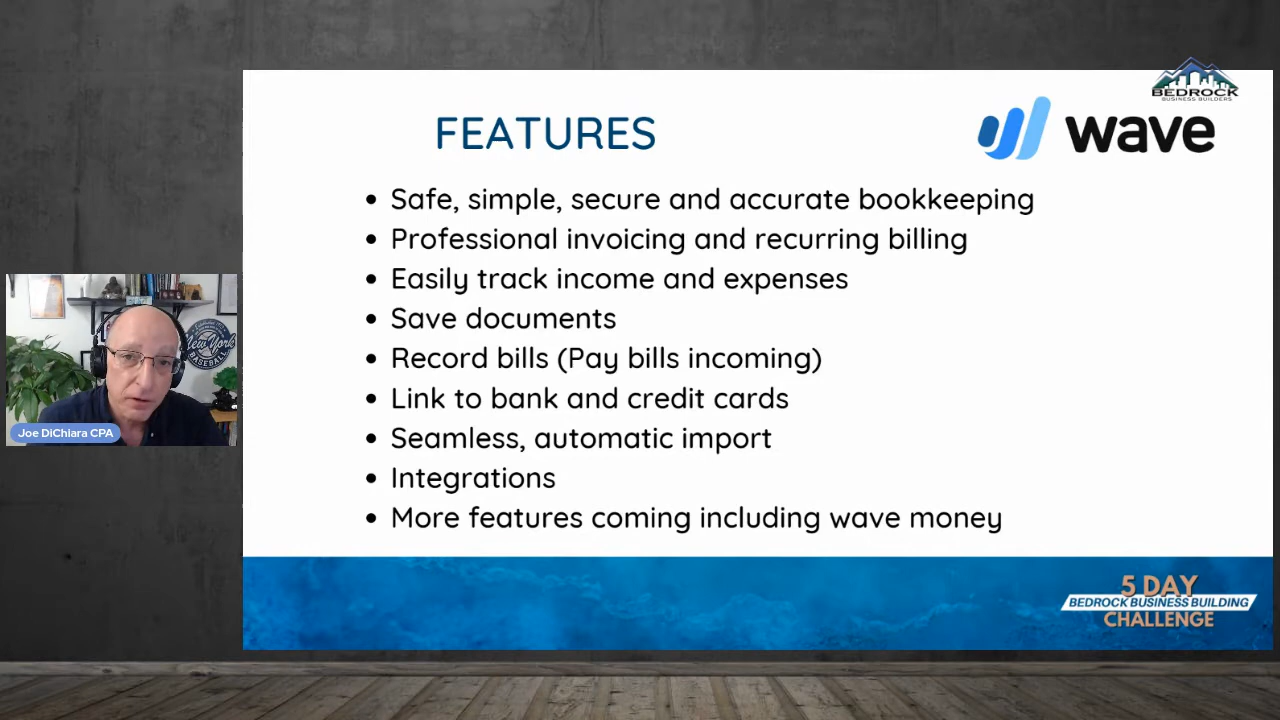 BEDROCK
BUSINESS BUILDERS
FEATURES
wave
• Safe, simple, secure and accurate bookkeeping
• Professional invoicing and recurring billing
• Easily track income and expenses
• Save documents
• Record bills (Pay bills incoming)
• Link to bank and credit cards
• Seamless, automatic import
• Integrations
• More features coming including wave money
New York
BASEBALL
Joe DiChiara CPA
5 DAY
BEDROCK BUSINESS BUILDING
CHALLENGE